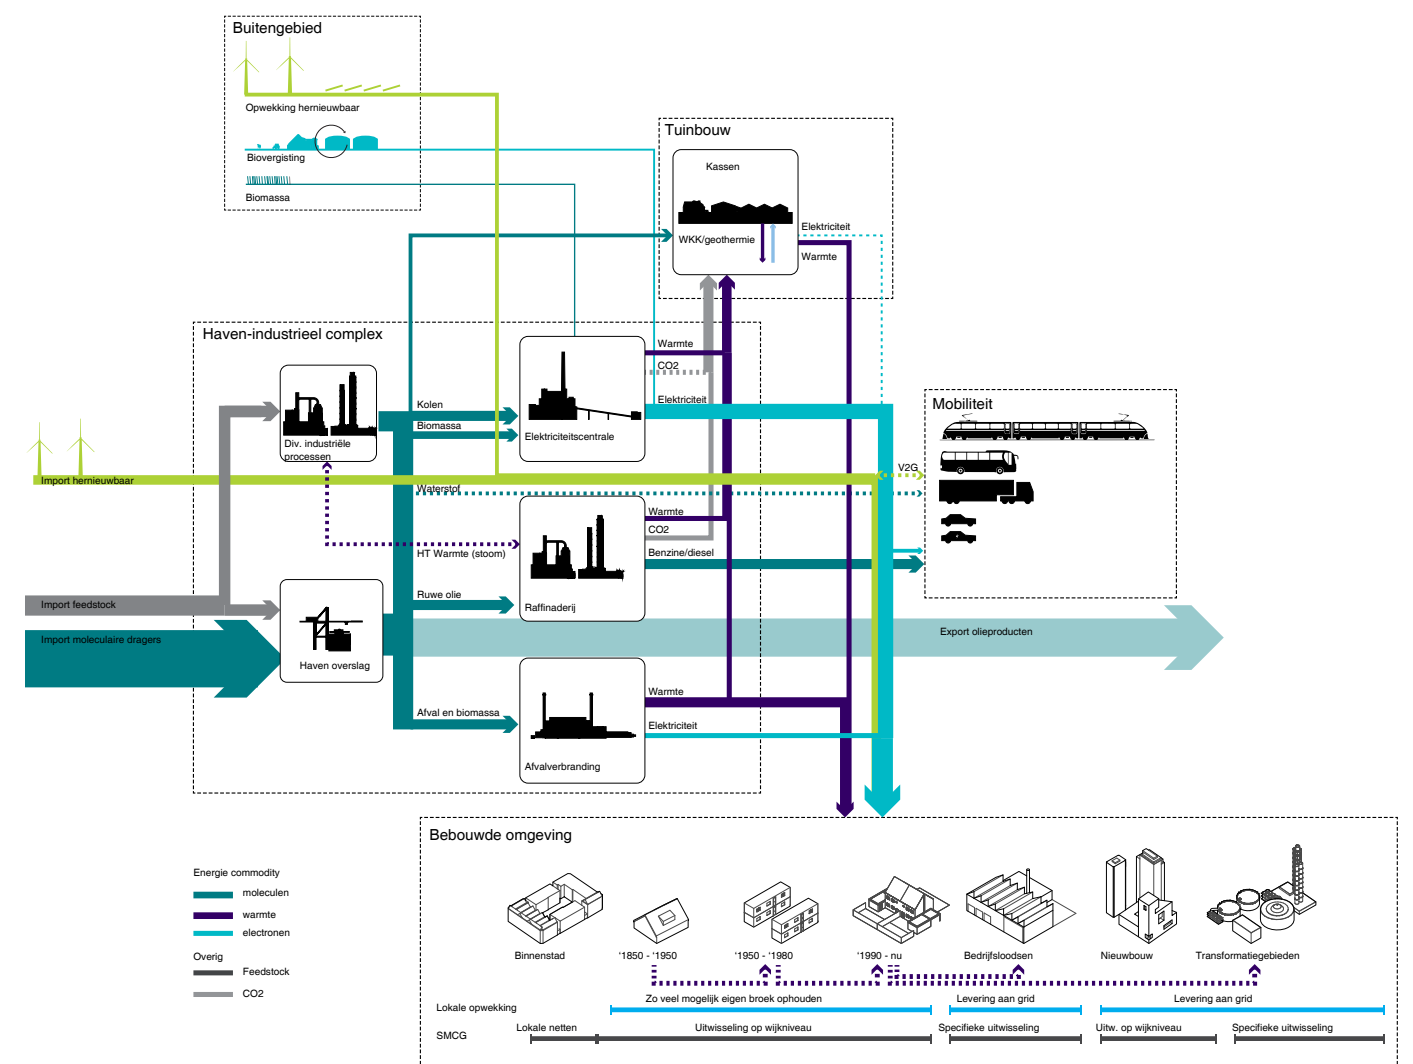 Buitengebied
Opwekking hernieuwbaar
Biovergisting
Biomassa
Tuinbouw
Kassen
WKK/geothermie
Elektriciteit
Warmte
Haven-industrieel complex
Div. industriële
processen
Kolen
Biomassa
Elektriciteitscentrale
Warmte
CO2
Elektriciteit
Mobiliteit
V2G
Import hernieuwbaar
Waterstof
HT Warmte (stoom)
Warmte
CO2
Benzine/diesel
Ruwe olie
Raffinaderij
Import feedstock
Import moleculaire dragers
Haven overslag
Export olieproducten
Afval en biomassa
Warmte
Elektriciteit
Afvalverbranding
Bebouwde omgeving
Energie commodity
moleculen
warmte
electronen
Overig
Feedstock
CO2
Binnenstad
'1850 - '1950
'1950 - '1980
'1990 - nu
Bedrijfsloodsen
Nieuwbouw
Transformatiegebieden
Lokale opwekking
Zo veel mogelijk eigen broek ophouden
Levering aan grid
Levering aan grid
SMCG
Lokale netten
Uitwisseling op wijkniveau
Specifieke uitwisseling
Uitw. op wijkniveau
Specifieke uitwisseling